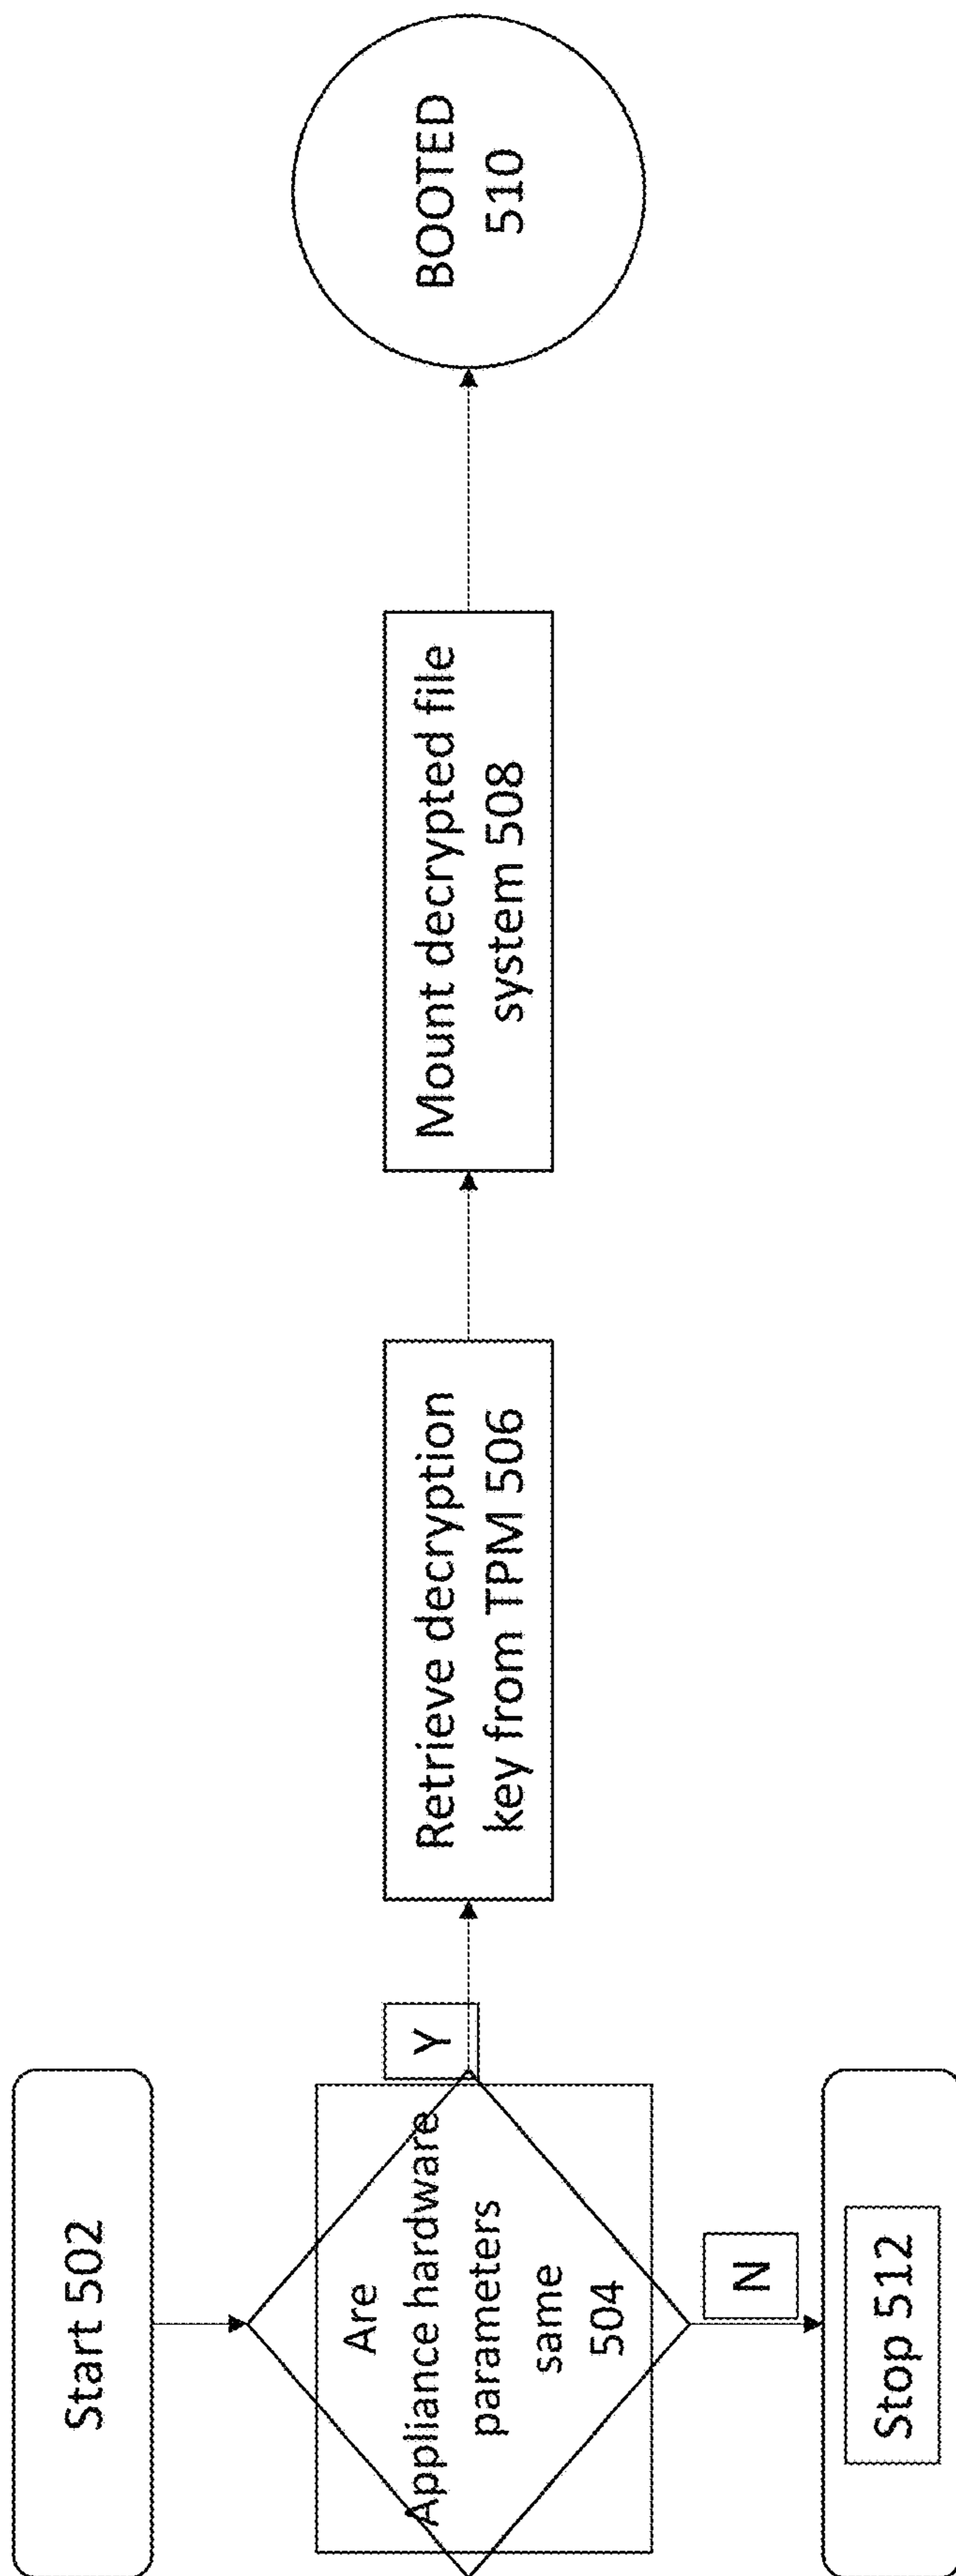 Start 502
Are
Appliance hardware
parameters
same
504
Y
N
Stop 512
Retrieve decryption
key from TPM 506
Mount decrypted file
system 508
BOOTED
510